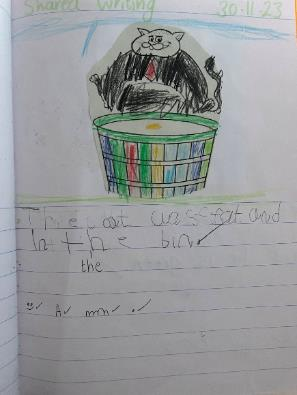 Shared Writing 30.11.23
The cat was fat and
in the bin.
the